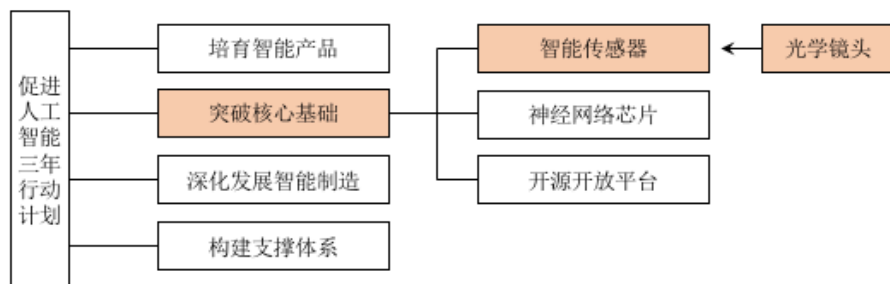 促进
人工
智能
三年
行动
计划
培育智能产品
突破核心基础
深化发展智能制造
构建支撑体系
智能传感器
神经网络芯片
开源开放平台
光学镜头